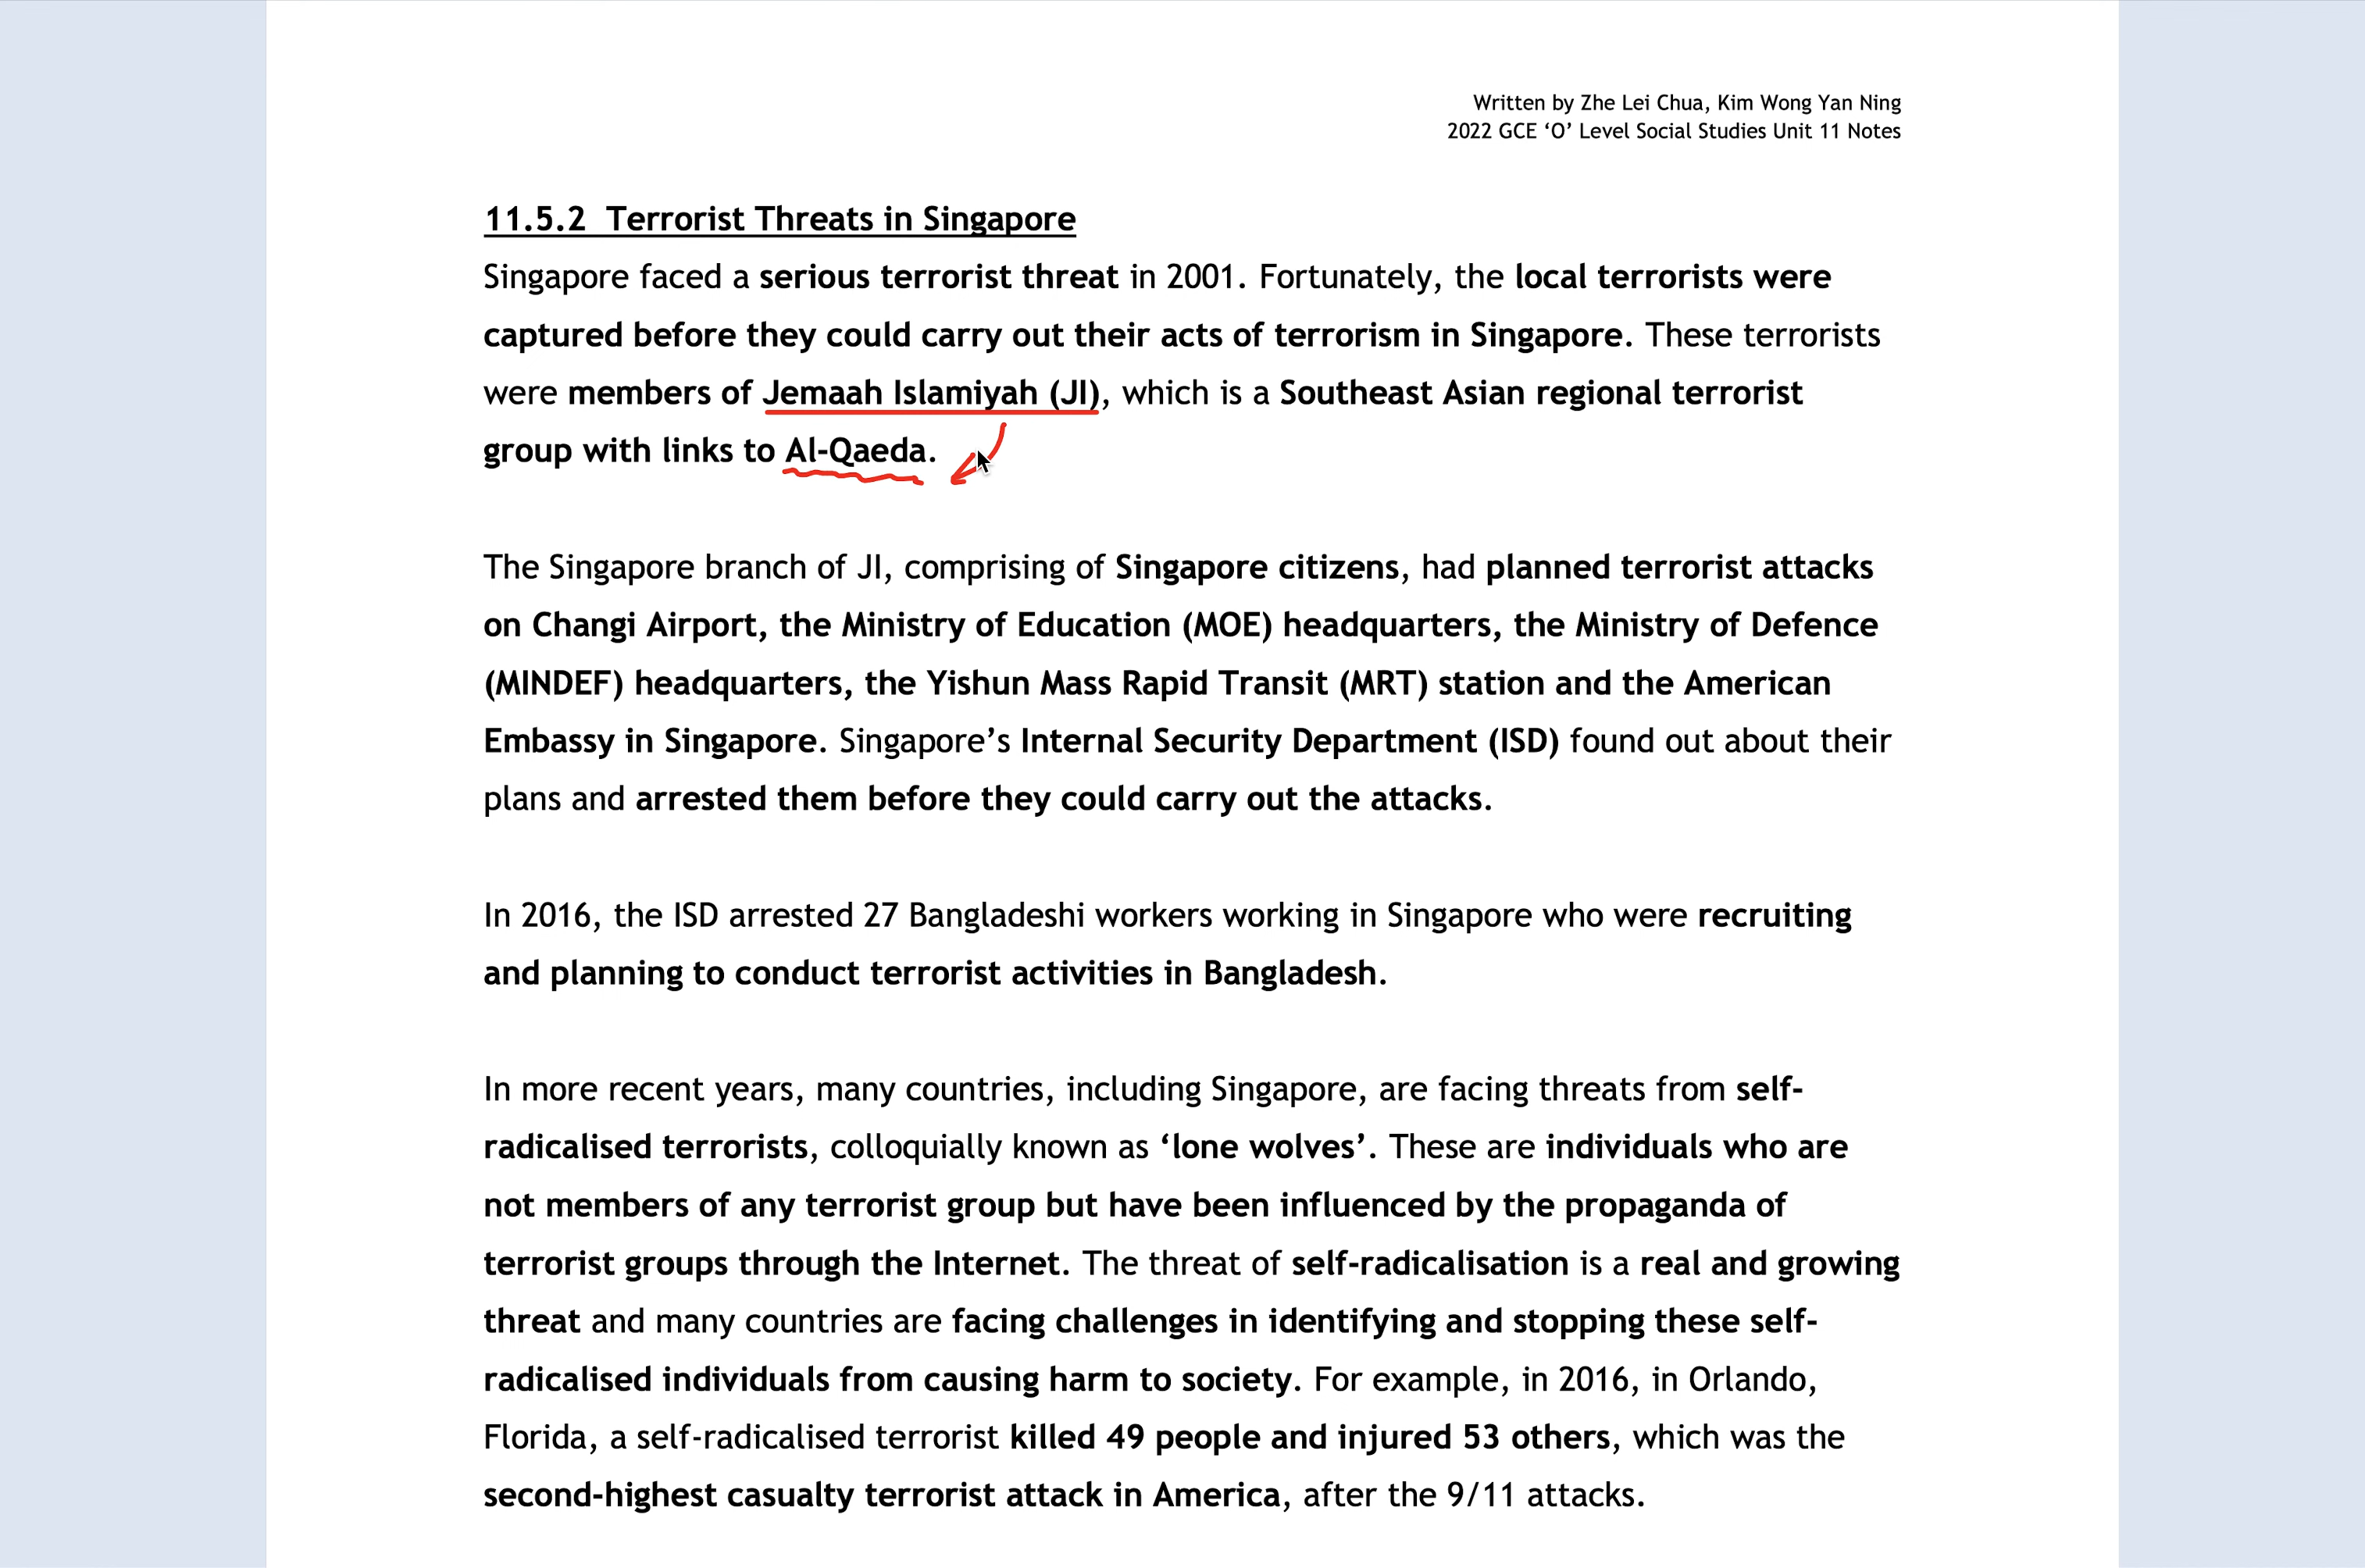 Written by Zhe Lei Chua, Kim Wong Yan Ning
2022 GCE ‘O’ Level Social Studies Unit 11 Notes
11.5.2 Terrorist Threats in Singapore
Singapore faced a serious terrorist threat in 2001. Fortunately, the local terrorists were
captured before they could carry out their acts of terrorism in Singapore. These terrorists
were members of Jemaah Islamiyah (JI), which is a Southeast Asian regional terrorist
group with links to Al-Qaeda.
The Singapore branch of JI, comprising of Singapore citizens, had planned terrorist attacks
on Changi Airport, the Ministry of Education (MOE) headquarters, the Ministry of Defence
(MINDEF) headquarters, the Yishun Mass Rapid Transit (MRT) station and the American
Embassy in Singapore. Singapore’s Internal Security Department (ISD) found out about their
plans and arrested them before they could carry out the attacks.
In 2016, the ISD arrested 27 Bangladeshi workers working in Singapore who were recruiting
and planning to conduct terrorist activities in Bangladesh.
In more recent years, many countries, including Singapore, are facing threats from self-
radicalised terrorists, colloquially known as ‘lone wolves’. These are individuals who are
not members of any terrorist group but have been influenced by the propaganda of
terrorist groups through the Internet. The threat of self-radicalisation is a real and growing
threat and many countries are facing challenges in identifying and stopping these self-
radicalised individuals from causing harm to society. For example, in 2016, in Orlando,
Florida, a self-radicalised terrorist killed 49 people and injured 53 others, which was the
second-highest casualty terrorist attack in America, after the 9/11 attacks.